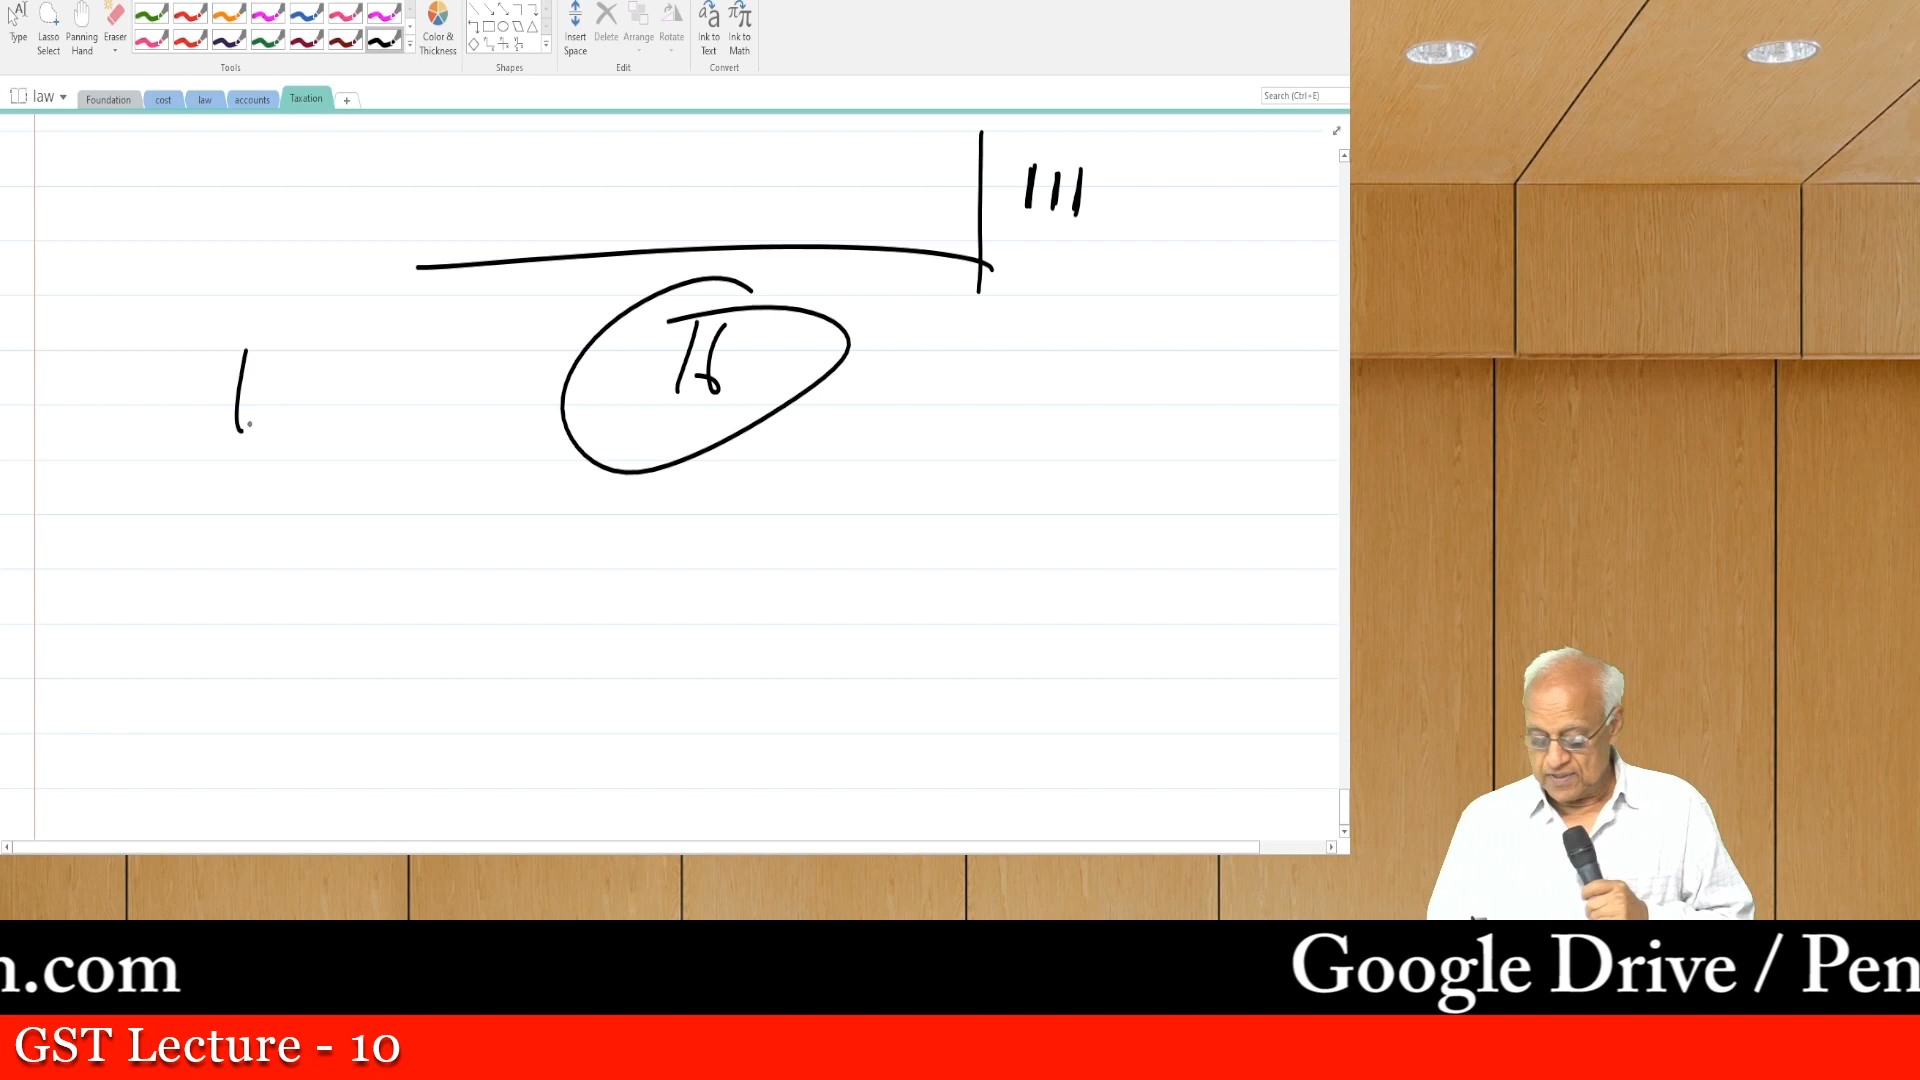 Type
Lasso Select
Panning Hand
Eraser
Color & Thickness
Insert Space
Delete
Arrange
Rotate
Ink to Text
Ink to Math
Tools
Shapes
Edit
Convert
law
Foundation
cost
law
accounts
Taxation
Search (Ctrl+E)
111
.com
Google Drive / Pen
GST Lecture - 10